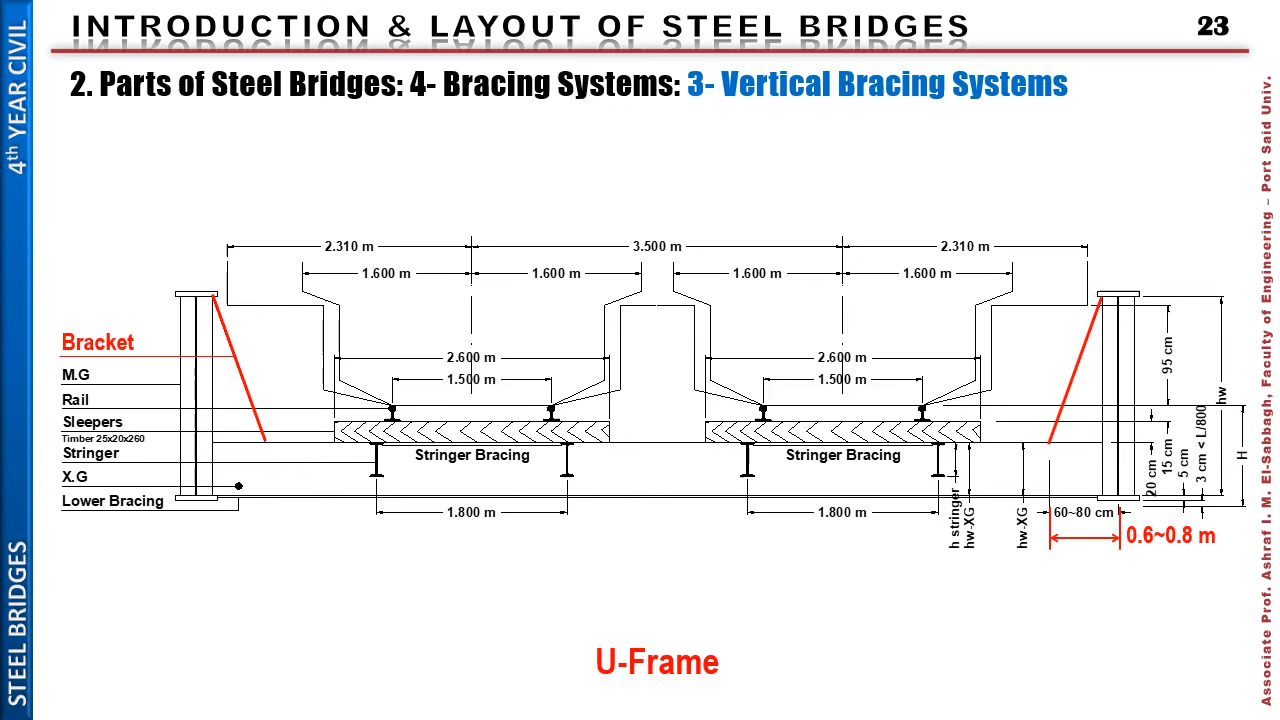 INTRODUCTION & LAYOUT OF STEEL BRIDGES
23
2. Parts of Steel Bridges: 4- Bracing Systems: 3- Vertical Bracing Systems
4th YEAR CIVIL
STEEL BRIDGES
Associate Prof. Ashraf I. M. El-Sabbagh, Faculty of Engineering – Port Said Univ.
2.310 m
3.500 m
2.310 m
1.600 m
1.600 m
1.600 m
1.600 m
Bracket
M.G
Rail
Sleepers
Timber 25x20x260
Stringer
X.G
Lower Bracing
2.600 m
2.600 m
1.500 m
1.500 m
Stringer Bracing
Stringer Bracing
1.800 m
1.800 m
h stringer
hw-XG
hw-XG
60~80 cm
0.6~0.8 m
20 cm
15 cm
5 cm
3 cm < L/800
95 cm
hw
H
U-Frame